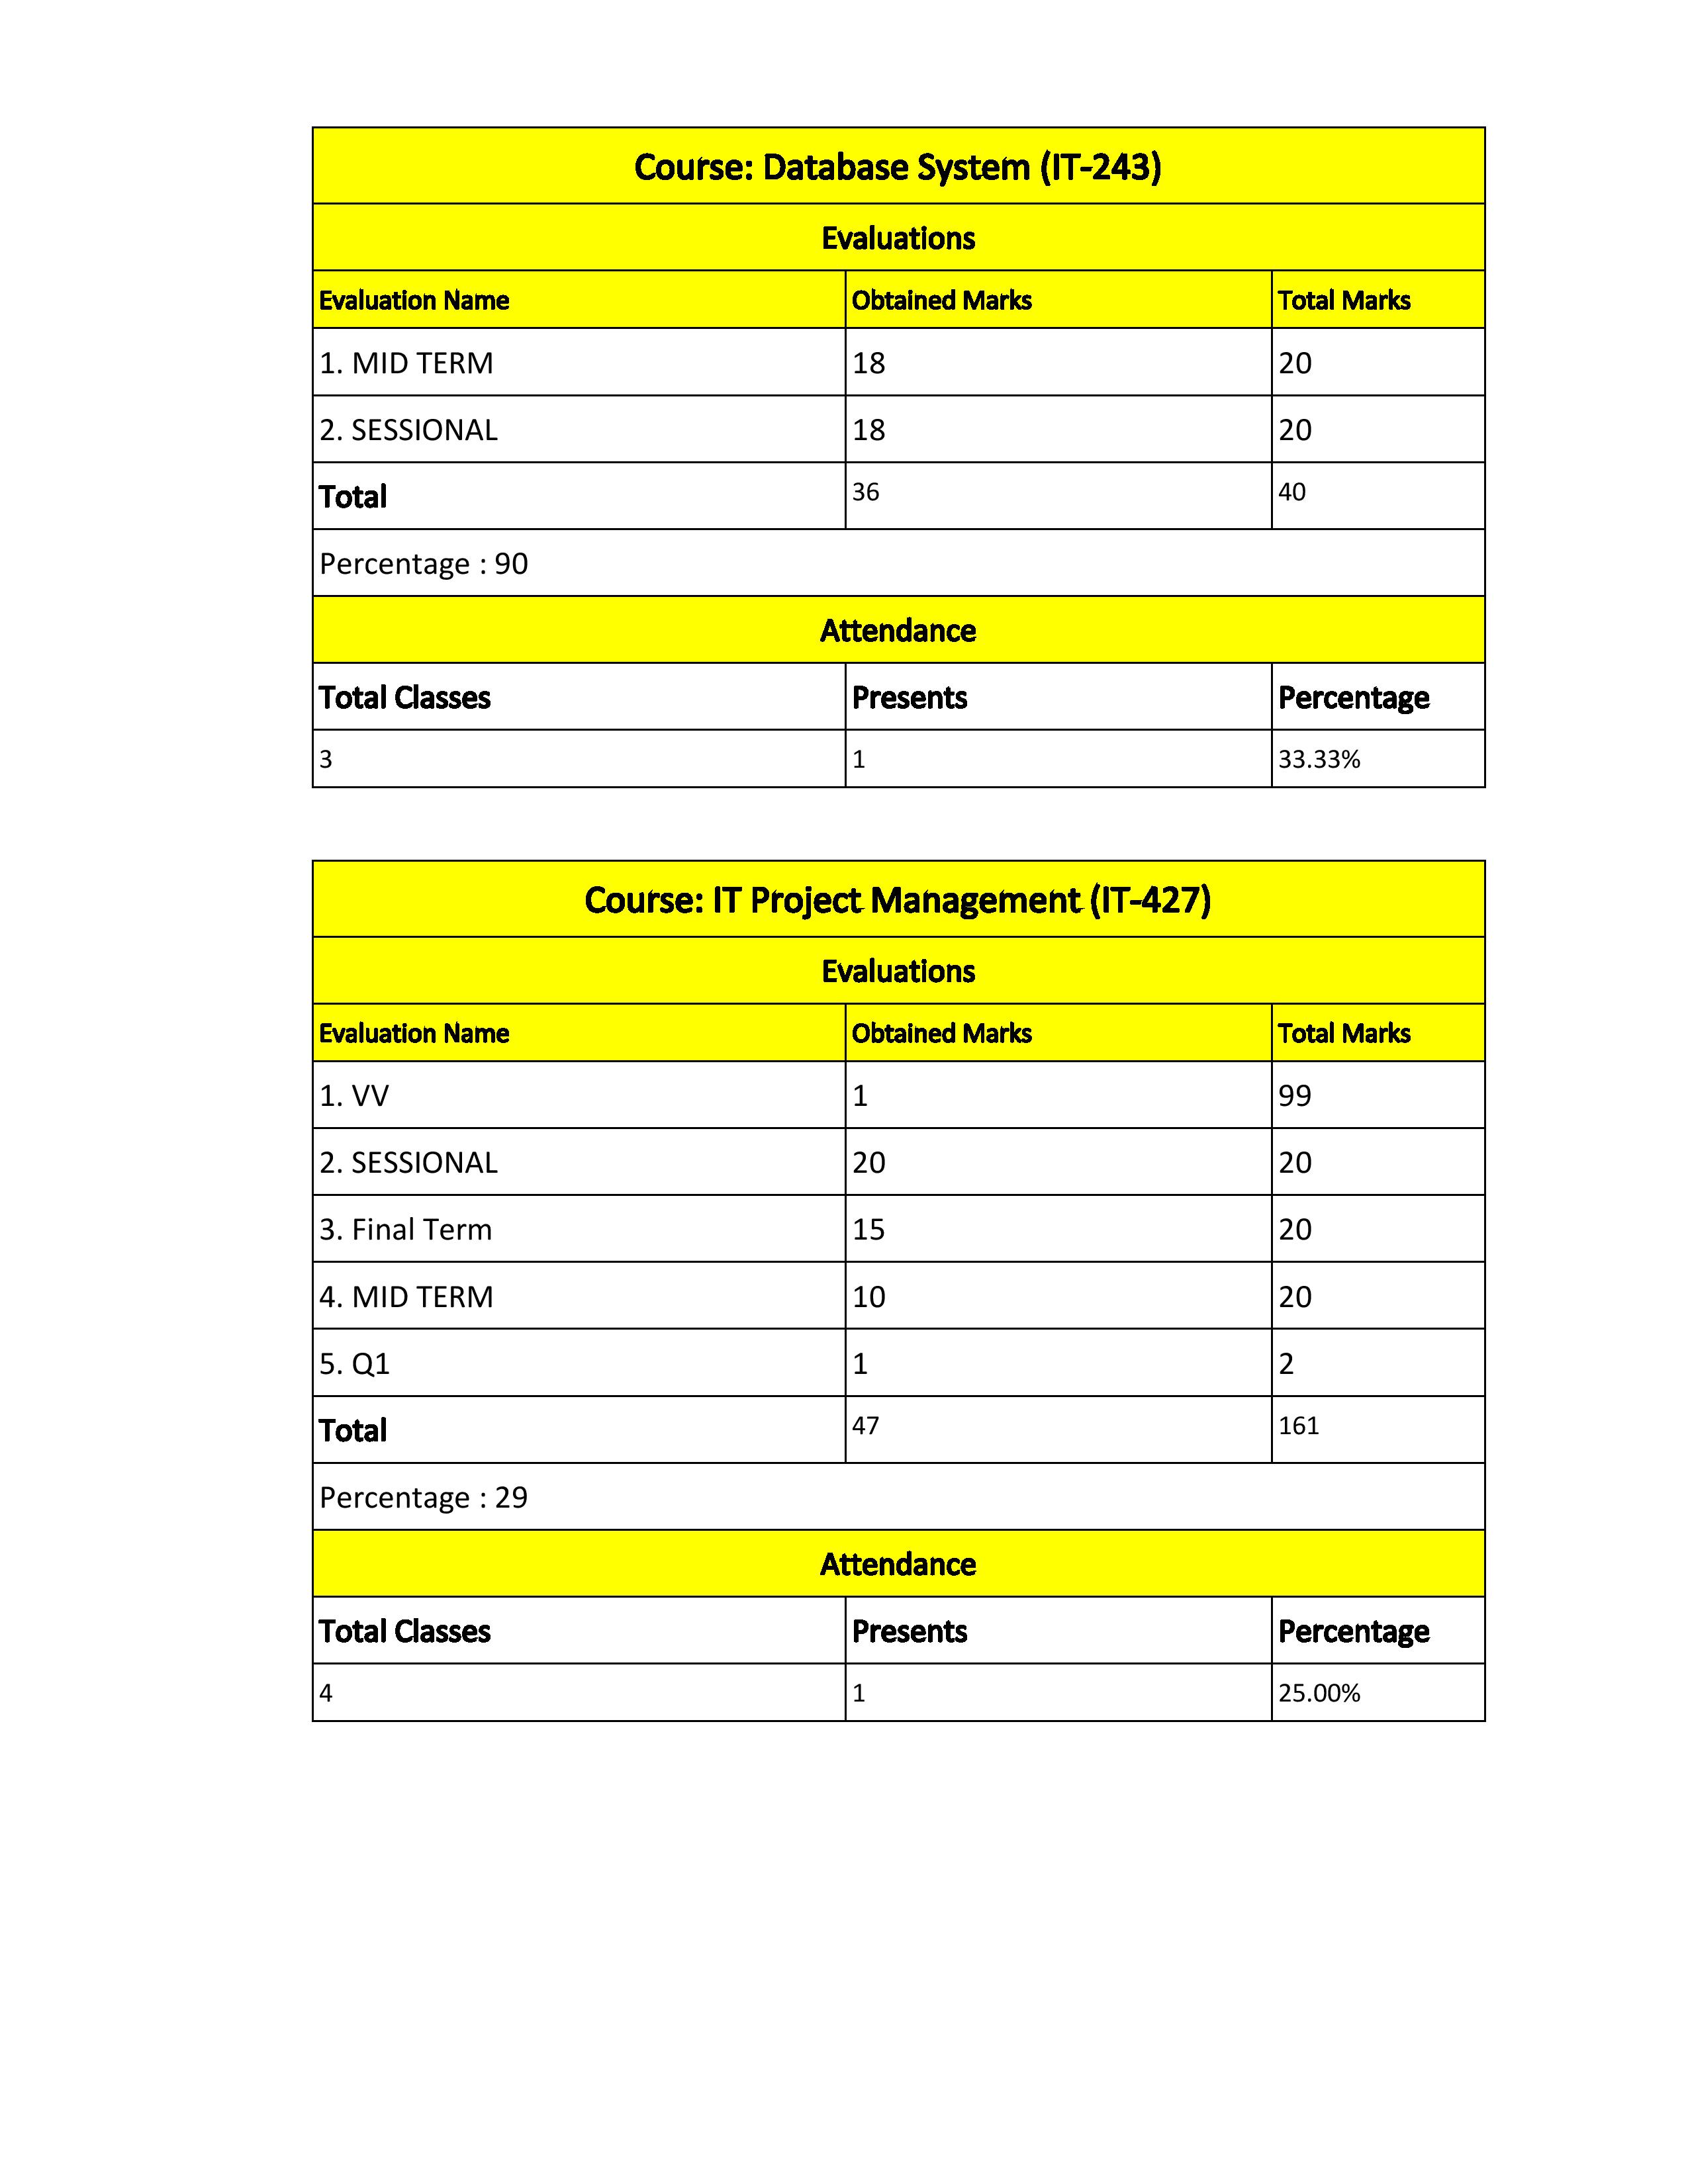 Course: Database System (IT-243)
Evaluations
Evaluation Name Obtained Marks Total Marks
1. MID TERM 18 20
2. SESSIONAL 18 20
Total 36 40
Percentage : 90
Attendance
Total Classes Presents Percentage
3 1 33.33%
Course: IT Project Management (IT-427)
Evaluations
Evaluation Name Obtained Marks Total Marks
1. VV 1 99
2. SESSIONAL 20 20
3. Final Term 15 20
4. MID TERM 10 20
5. Q1 1 2
Total 47 161
Percentage : 29
Attendance
Total Classes Presents Percentage
4 1 25.00%